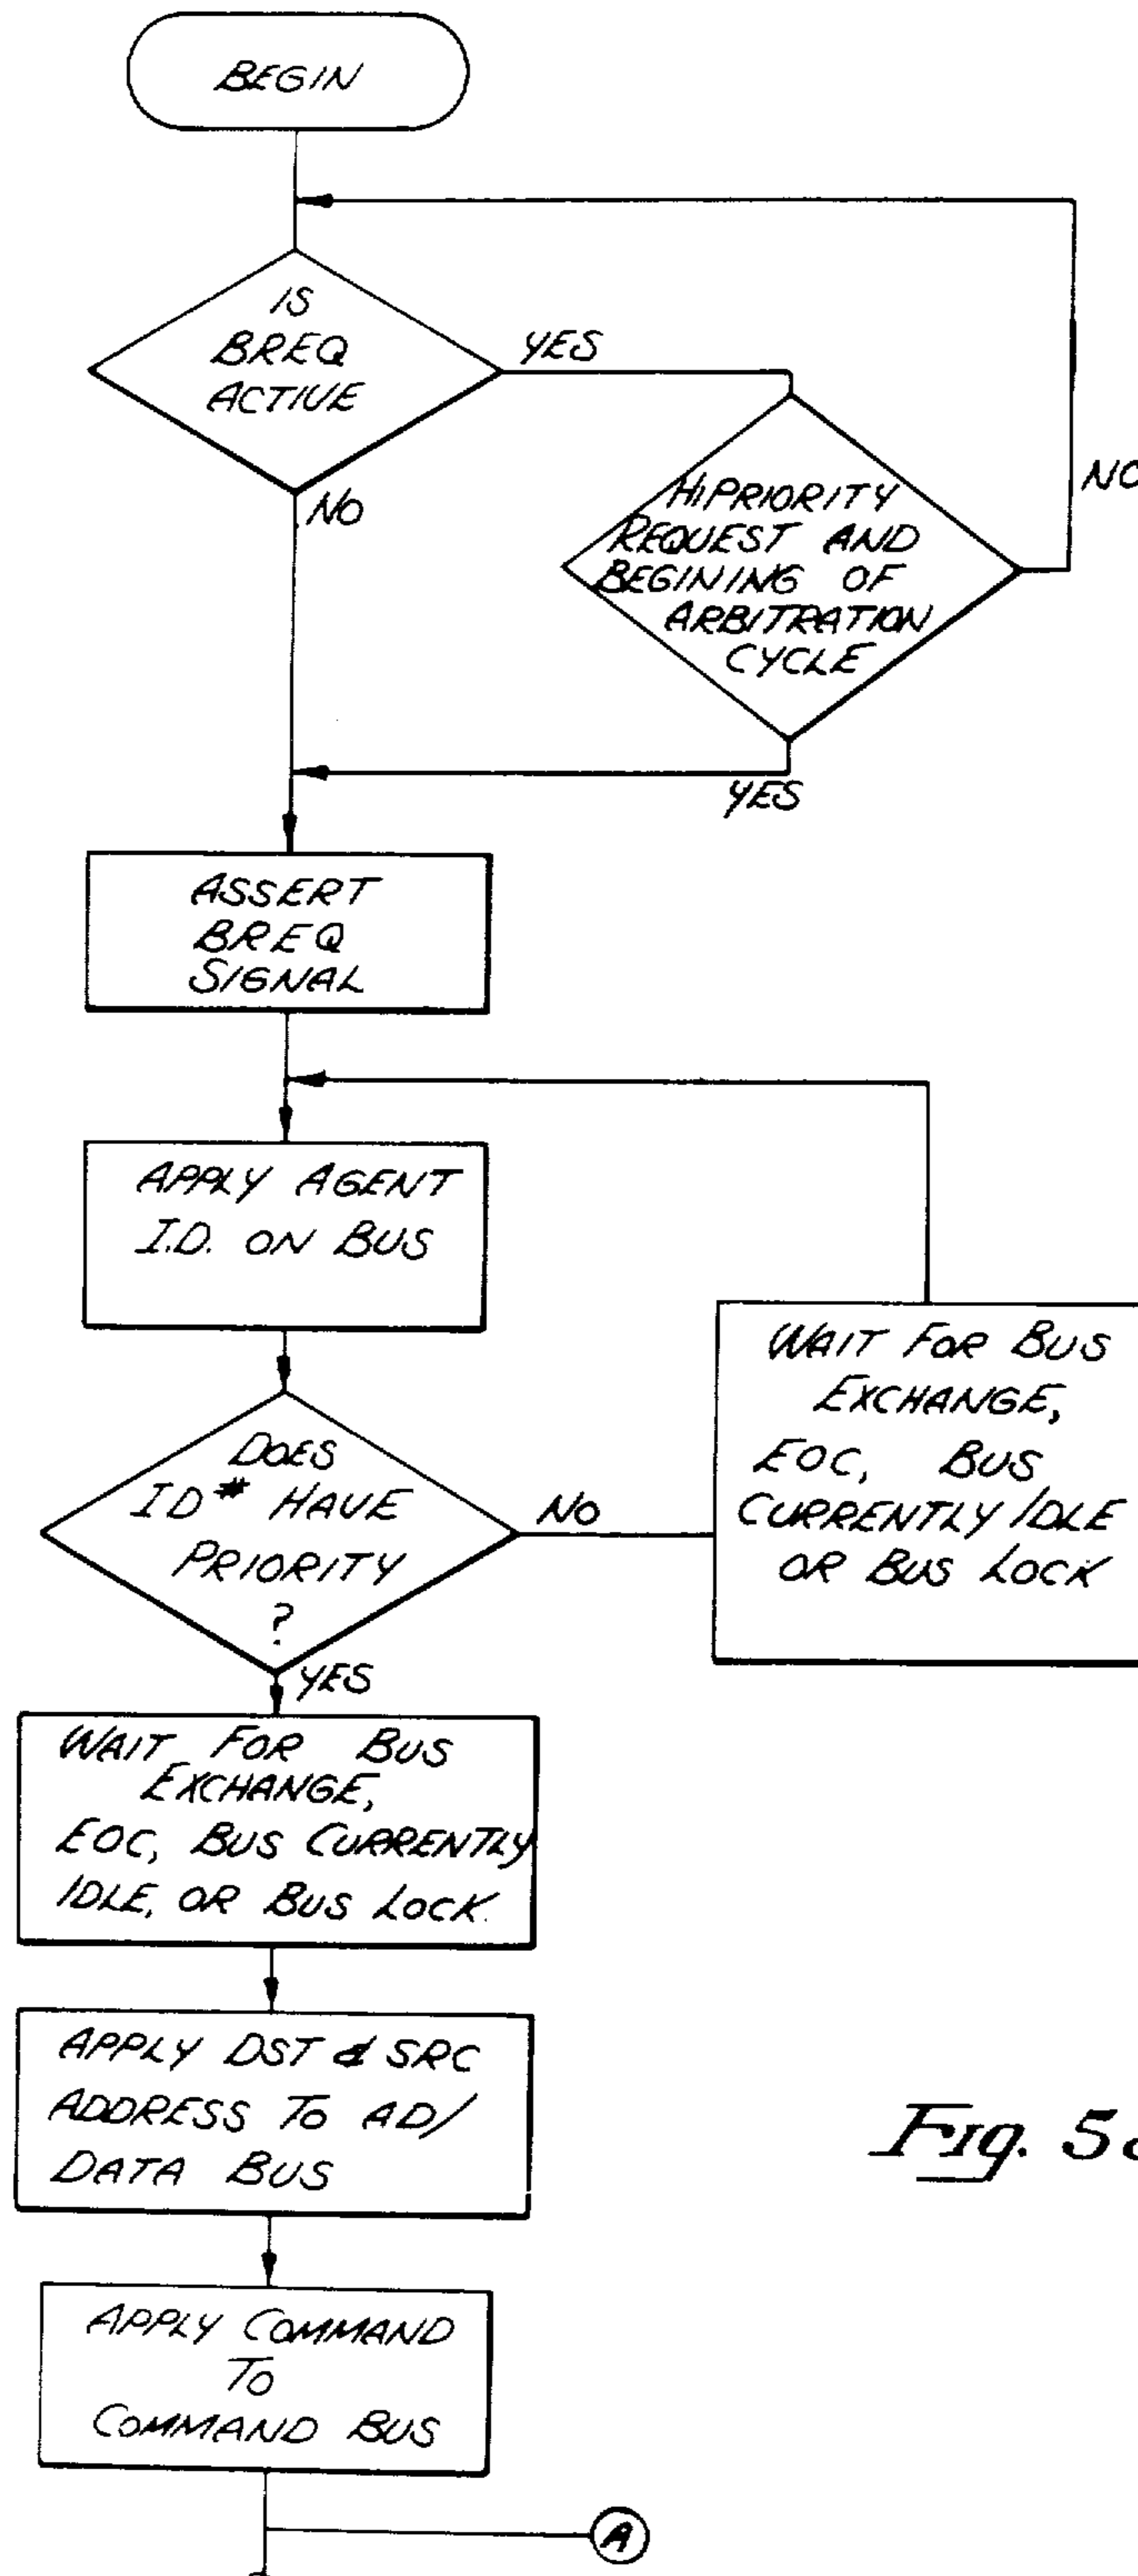 BEGIN
IS
BREQ
ACTIVE
YES
NO
HIPRIORITY
REQUEST AND
BEGINING OF
ARBITRATION
CYCLE
NO
YES
ASSERT
BREQ
SIGNAL
APPLY AGENT
I.D. ON BUS
DOES
ID# HAVE
PRIORITY
?
NO
YES
WAIT FOR BUS
EXCHANGE,
EOC, BUS
CURRENTLY IDLE
OR BUS LOCK
WAIT FOR BUS
EXCHANGE,
EOC, BUS CURRENTLY
IDLE, OR BUS LOCK.
APPLY DST & SRC
ADDRESS TO AD/
DATA BUS
Fig. 5
APPLY COMMAND
TO
COMMAND BUS
A